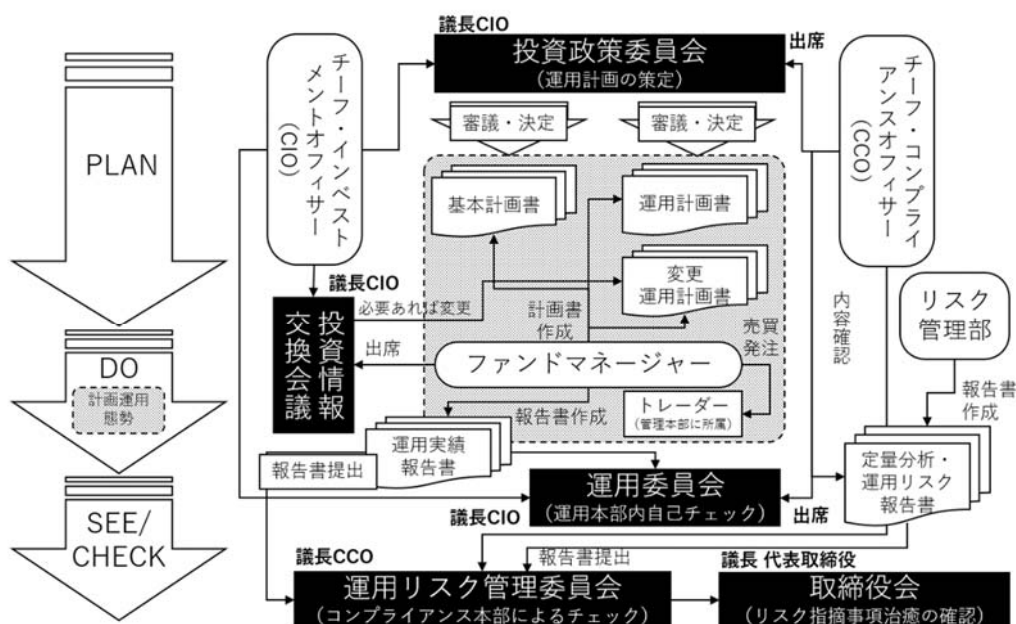 議長CIO
投資政策委員会
(運用計画の策定)
出席
チーフ・インベスト
メントオフィサー
(CIO)
チーフ・コンプライ
アンスオフィサー
(CCO)
PLAN
審議・決定
審議・決定
基本計画書
運用計画書
変更
運用計画書
議長CIO
必要あれば変更
計画書
作成
売買
発注
内容確認
リスク
管理部
投資情報
交換会議
出席
ファンドマネージャー
DO
計画運用
態勢
報告書作成
トレーダー
(管理本部に所属)
報告書
作成
運用実績
報告書
報告書提出
定量分析・
運用リスク
報告書
運用委員会
(運用本部内自己チェック)
議長CIO
出席
SEE/
CHECK
議長CCO
報告書提出
議長 代表取締役
運用リスク管理委員会
(コンプライアンス本部によるチェック)
取締役会
(リスク指摘事項治癒の確認)